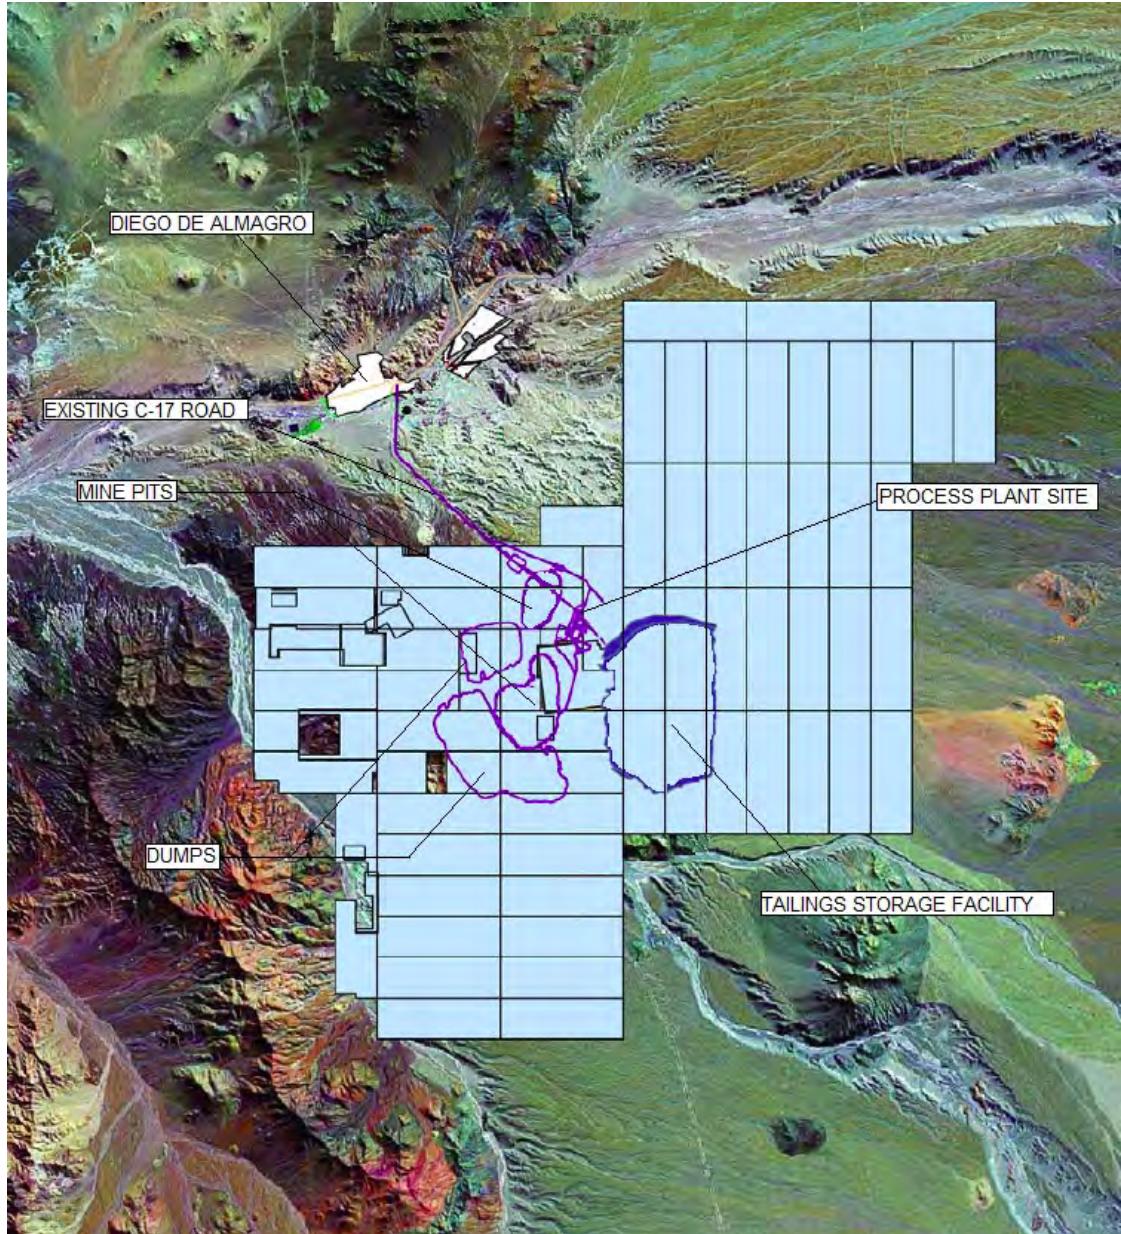 DIEGO DE ALMAGRO
EXISTING C-17 ROAD
MINE PITS
PROCESS PLANT SITE
DUMPS
TAILINGS STORAGE FACILITY